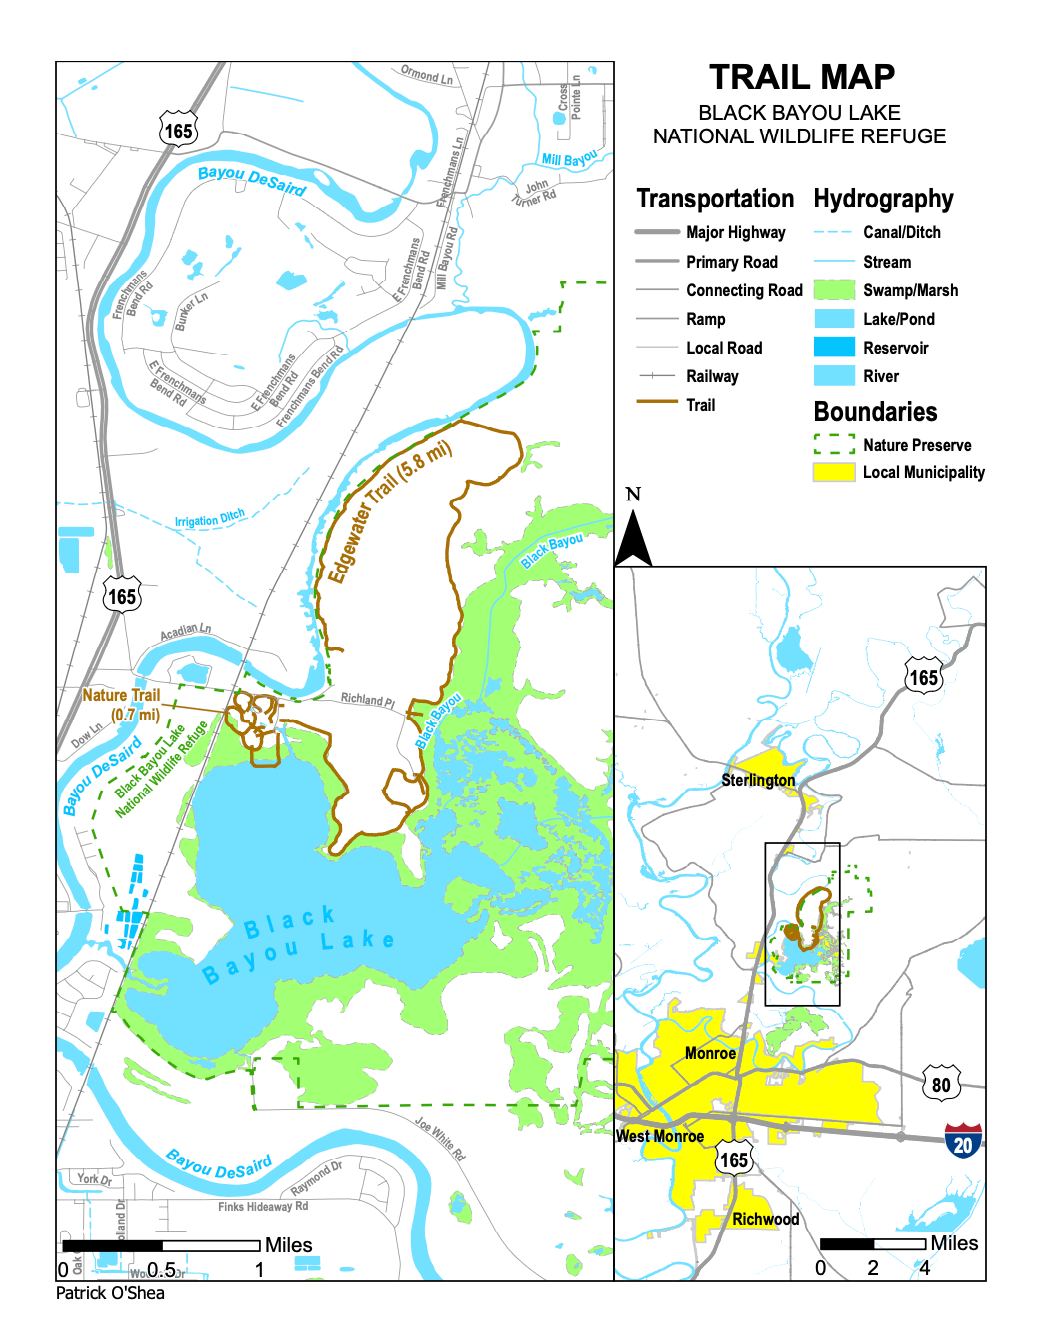 TRAIL MAP
BLACK BAYOU LAKE
NATIONAL WILDLIFE REFUGE
Transportation
Major Highway
Primary Road
Connecting Road
Ramp
Local Road
Railway
Trail
Hydrography
Canal/Ditch
Stream
Swamp/Marsh
Lake/Pond
Reservoir
River
Boundaries
Nature Preserve
Local Municipality
N
Ormond Ln
Cross
Pointe Ln
165
Mill Bayou
Frenchmans Ln
Bayou DeSaird
John
Turner Rd
Mill Bayou Rd
E Frenchmans
Bend Rd
Frenchmans
Bend Rd
Bunker Ln
E Frenchmans
Bend Rd
E Frenchmans
Bend Rd
Frenchmans Bend Rd
Edgewater Trail (5.8 mi)
Irrigation Ditch
Black Bayou
165
Acadian Ln
Nature Trail
(0.7 mi)
Richland Pl
Black Bayou
Dow Ln
Bayou DeSaird
Black Bayou Lake
National Wildlife Refuge
Black
Bayou Lake
Joe White Rd
Bayou DeSaird
York Dr
Raymond Dr
Finks Hideaway Rd
oland Dr
Oak
Miles
0 0.5 1
Patrick O'Shea
165
Sterlington
Monroe
80
West Monroe
20
165
Richwood
Miles
0 2 4